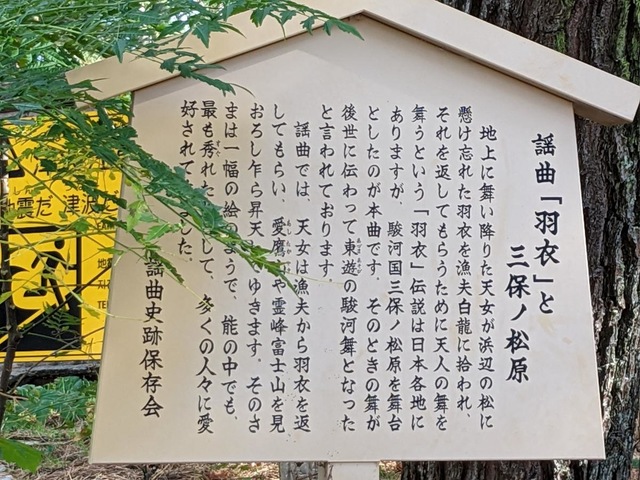 謡曲「羽衣」と
三保ノ松原
地上に舞い降りた天女が浜辺の松に
懸け忘れた羽衣を漁夫白龍に拾われ、
それを返してもらうために天人の舞を
舞うという「羽衣」伝説は日本各地に
ありますが、駿河国三保ノ松原を舞台
としたのが本曲です。そのときの舞が
後世に伝わって東遊の駿河舞となった
と言われております
謡曲では、天女は漁夫から羽衣を返
してもらい、愛鷹 や霊峰富士山を見
おろし乍ら昇天 ゆきます。そのさ
まは一幅の絵 ようで、能の中でも、
最も秀れた して、多くの人々に愛
好されて した。
謡曲史跡保存会
地震だ 津波